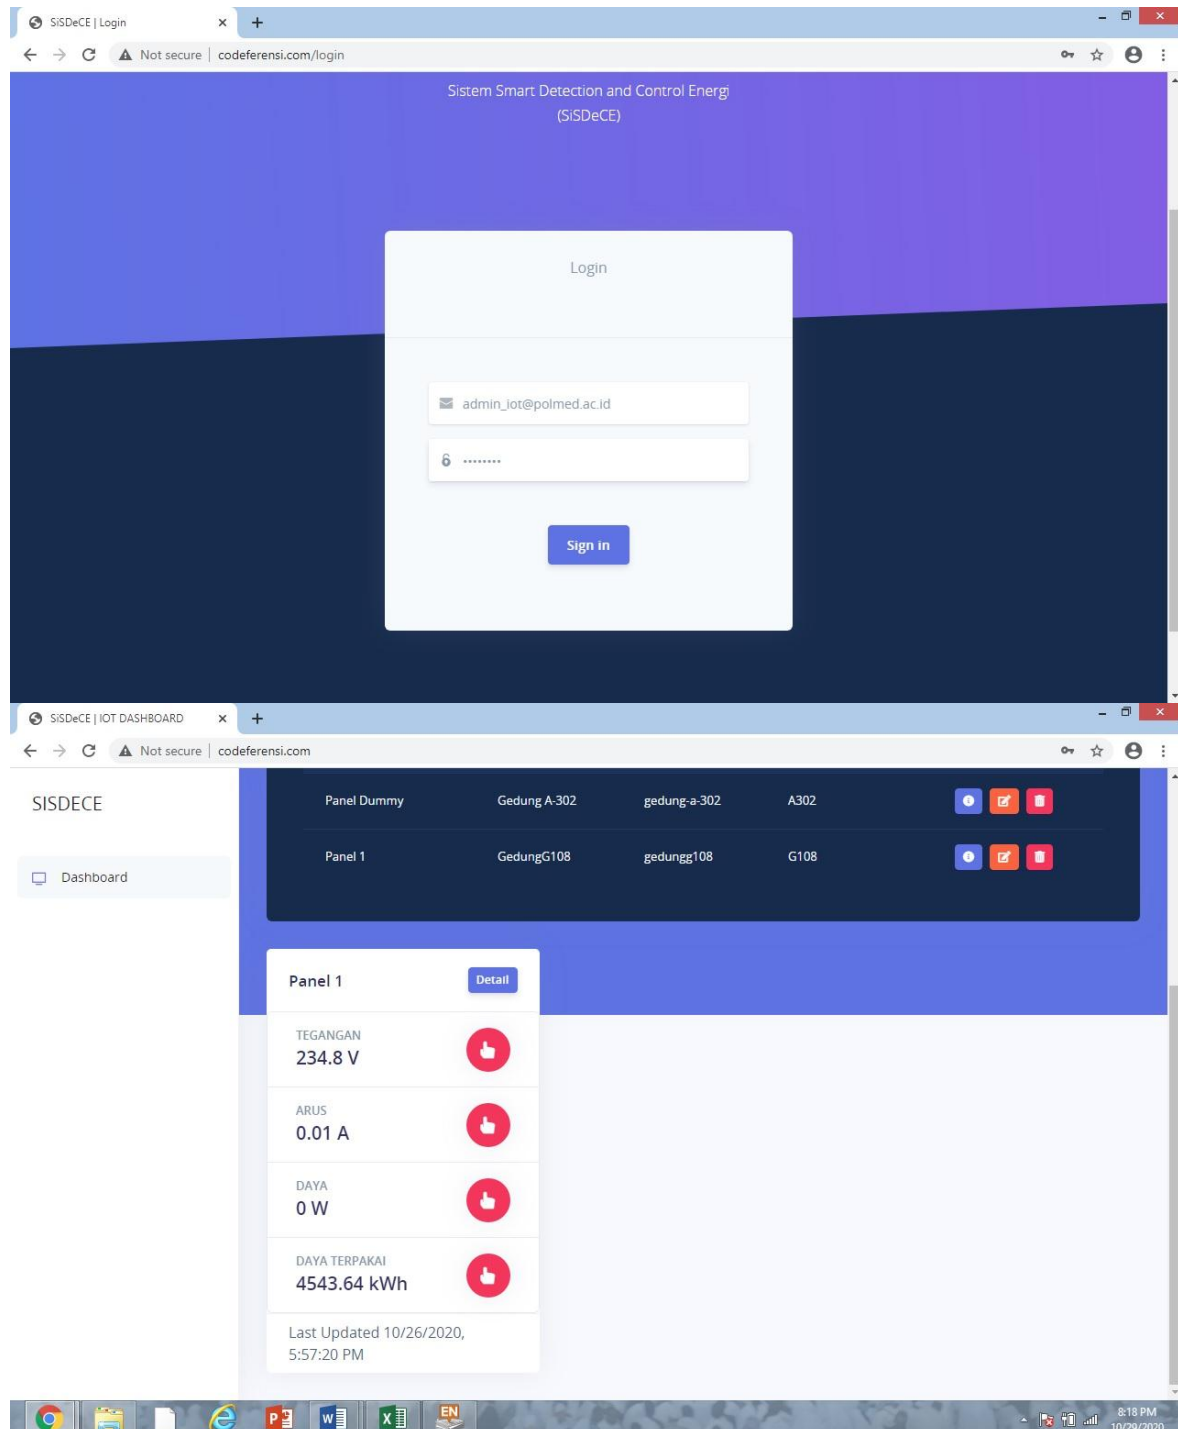 SiSDeCE | Login
Not secure | codeferensi.com/login
Sistem Smart Detection and Control Energi
(SiSDeCE)
Login
admin_iot@polmed.ac.id
........
Sign in
SiSDeCE | IOT DASHBOARD
Not secure | codeferensi.com
SISDECE
Dashboard
Panel Dummy Gedung A-302 gedung-a-302 A302
Panel 1 GedungG108 gedungg108 G108
Panel 1 Detail
TEGANGAN
234.8 V
ARUS
0.01 A
DAYA
0 W
DAYA TERPAKAI
4543.64 kWh
Last Updated 10/26/2020,
5:57:20 PM
EN
8:18 PM
10/29/2020